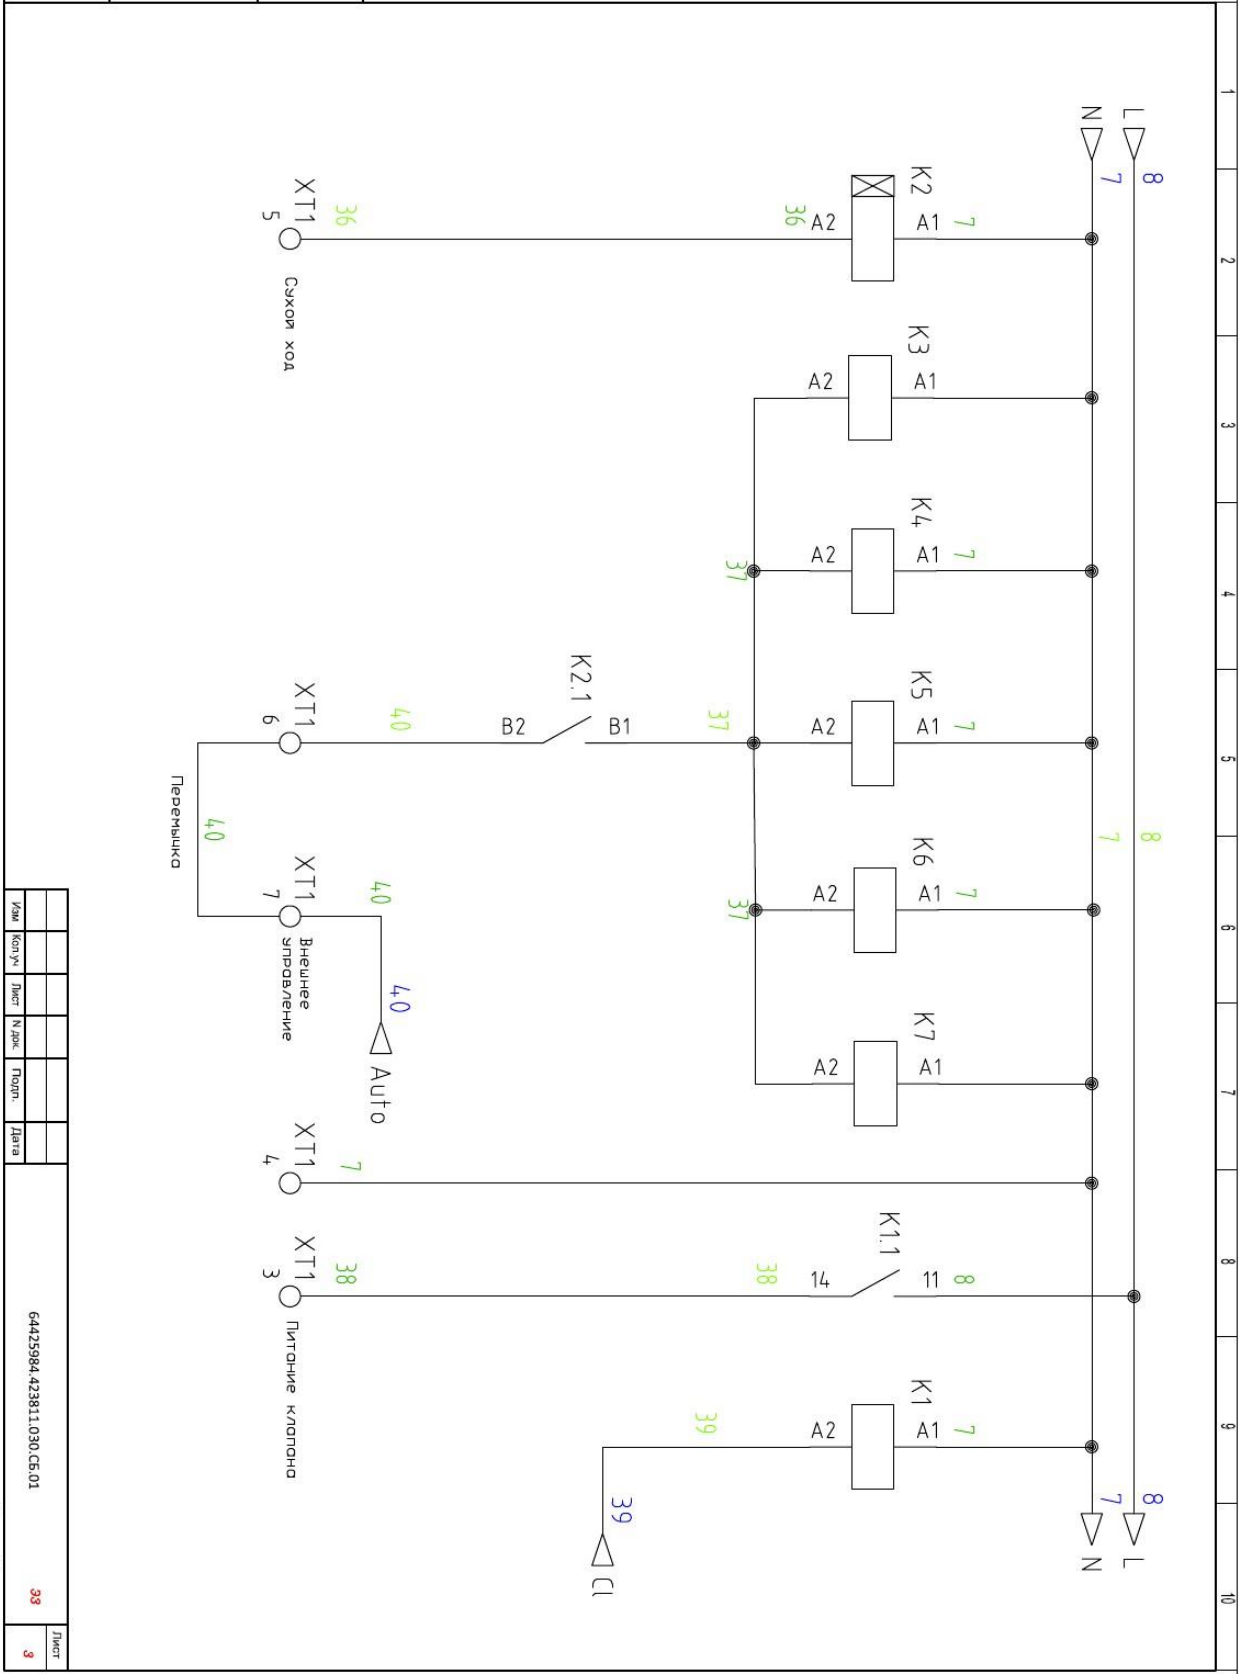 1 2 3 4 5 6 7 8 9 10
L 8 8 8 L
N 7 7 7 N
K2 A1 7 A2 36
K3 A1 A2
K4 A1 7 A2 37
K5 A1 7 A2 37
K6 A1 7 A2 37
K7 A1 A2
K1.1 11 8 14 38
K1 A1 7 A2 39
39 Cl
K2.1 B1 B2
40
40
40 Auto
36 38 7
XT1 5 Сухой ход
XT1 6
XT1 7 Внешнее
управление
XT1 4
XT1 3 Питание клапана
40
Перемычка
Изм Кол.уч Лист N док. Подп. Дата
64425984.423811.030.СБ.01
ЭЗ
Лист
3